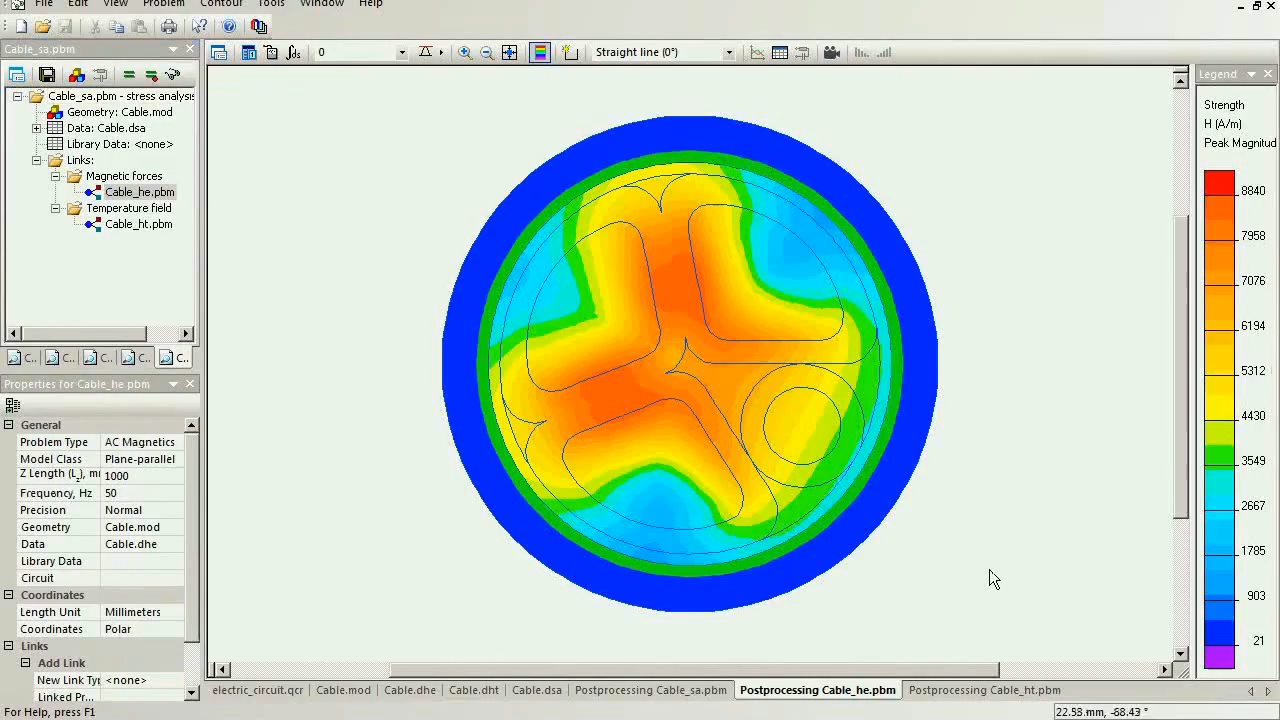 File Edit View Problem Contour Tools Window Help
Cable_sa.pbm
0
Straight line (0°)
Legend
Cable_sa.pbm - stress analysis
Geometry: Cable.mod
Data: Cable.dsa
Library Data: <none>
Links:
Magnetic forces
Cable_he.pbm
Temperature field
Cable_ht.pbm
C.. C.. C.. C.. C..
Properties for Cable_he pbm
General
Problem Type AC Magnetics
Model Class Plane-parallel
Z Length (Lz), m 1000
Frequency, Hz 50
Precision Normal
Geometry Cable.mod
Data Cable.dhe
Library Data
Circuit
Coordinates
Length Unit Millimeters
Coordinates Polar
Links
Add Link
New Link Typ <none>
Linked Pr...
Strength
H (A/m)
Peak Magnitud
8840
7958
7076
6194
5312
4430
3549
2667
1785
903
21
electric_circuit.qcr Cable.mod Cable.dhe Cable.dht Cable.dsa Postprocessing Cable_sa.pbm Postprocessing Cable_he.pbm Postprocessing Cable_ht.pbm
For Help, press F1
22.53 mm, -68.43 °